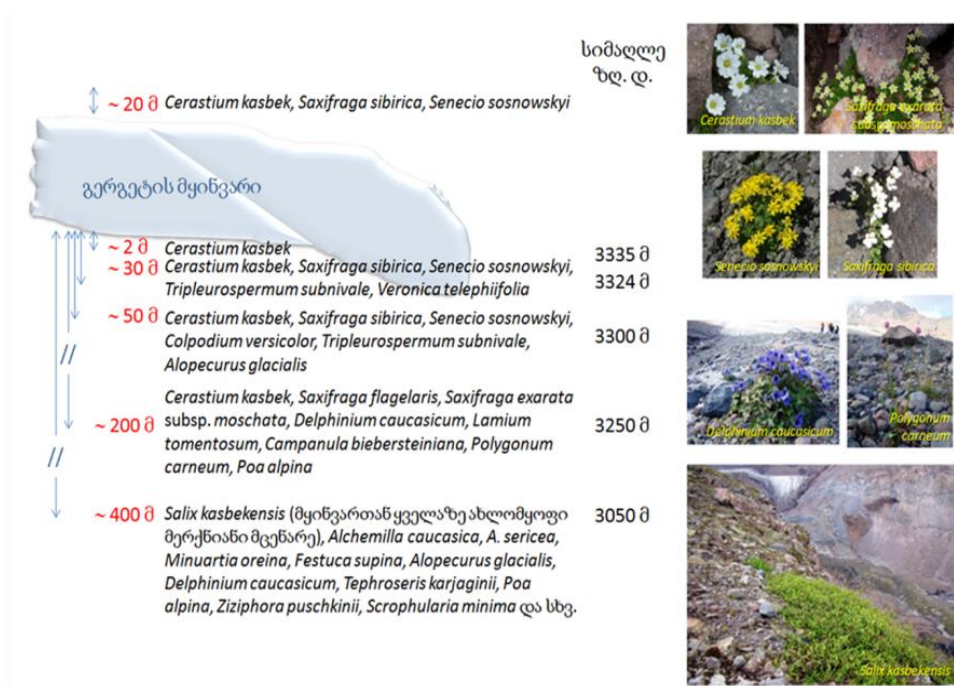 სიმაღლე
ზღ. დ.
~ 20 მ Cerastium kasbek, Saxifraga sibirica, Senecio sosnowskyi
გერგეტის მყინვარი
~ 2 მ Cerastium kasbek 3335 მ
~ 30 მ Cerastium kasbek, Saxifraga sibirica, Senecio sosnowskyi,
Tripleurospermum subnivale, Veronica telephiifolia 3324 მ
~ 50 მ Cerastium kasbek, Saxifraga sibirica, Senecio sosnowskyi,
Colpodium versicolor, Tripleurospermum subnivale, 3300 მ
Alopecurus glacialis
Cerastium kasbek, Saxifraga flagelaris, Saxifraga exarata
~ 200 მ subsp. moschata, Delphinium caucasicum, Lamium 3250 მ
tomentosum, Campanula biebersteiniana, Polygonum
carneum, Poa alpina
~ 400 მ Salix kasbekensis (მყინვართან ყველაზე ახლომყოფი 3050 მ
მერქნიანი მცენარე), Alchemilla caucasica, A. sericea,
Minuartia oreina, Festuca supina, Alopecurus glacialis,
Delphinium caucasicum, Tephroseris karjaginii, Poa
alpina, Ziziphora puschkinii, Scrophularia minima და სხვ.
Cerastium kasbek
Saxifraga exarata
subsp. moschata
Senecio sosnowskyi
Saxifraga sibirica
Delphinium caucasicum
Polygonum
carneum
Salix kasbekensis